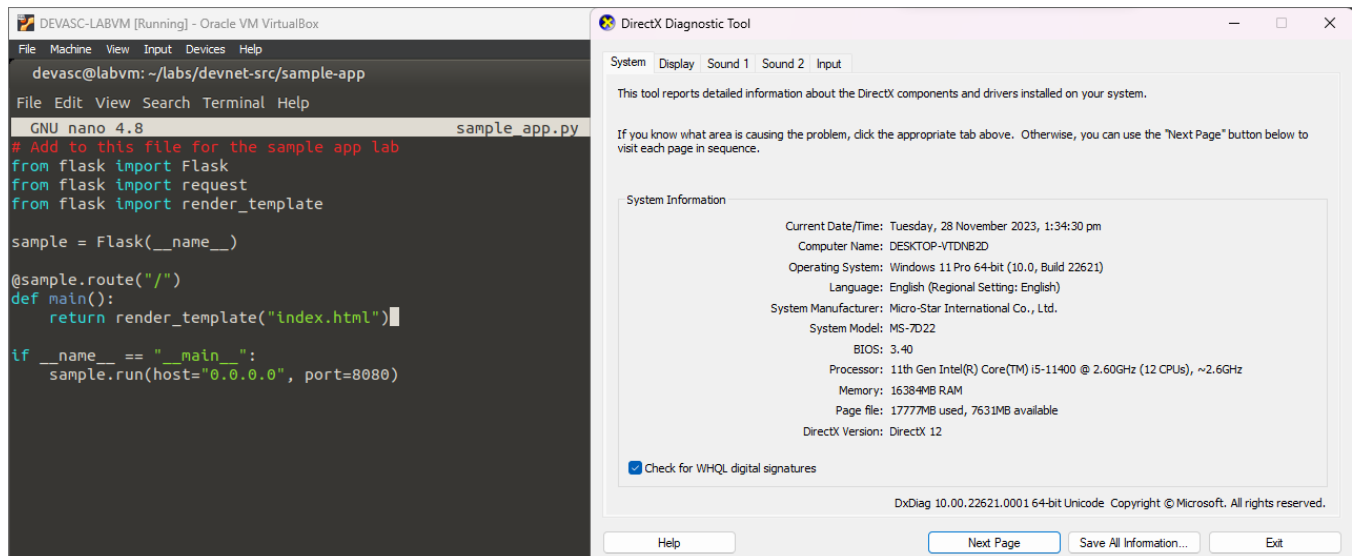 DEVASC-LABVM [Running] - Oracle VM VirtualBox
File Machine View Input Devices Help
devasc@labvm: ~/labs/devnet-src/sample-app
File Edit View Search Terminal Help
GNU nano 4.8 sample_app.py
# Add to this file for the sample app lab
from flask import Flask
from flask import request
from flask import render_template
sample = Flask(__name__)
@sample.route("/")
def main():
    return render_template("index.html")
if __name__ == "__main__":
    sample.run(host="0.0.0.0", port=8080)
DirectX Diagnostic Tool
System Display Sound 1 Sound 2 Input
This tool reports detailed information about the DirectX components and drivers installed on your system.
If you know what area is causing the problem, click the appropriate tab above. Otherwise, you can use the "Next Page" button below to
visit each page in sequence.
System Information
Current Date/Time: Tuesday, 28 November 2023, 1:34:30 pm
Computer Name: DESKTOP-VTDNB2D
Operating System: Windows 11 Pro 64-bit (10.0, Build 22621)
Language: English (Regional Setting: English)
System Manufacturer: Micro-Star International Co., Ltd.
System Model: MS-7D22
BIOS: 3.40
Processor: 11th Gen Intel(R) Core(TM) i5-11400 @ 2.60GHz (12 CPUs), ~2.6GHz
Memory: 16384MB RAM
Page file: 17777MB used, 7631MB available
DirectX Version: DirectX 12
Check for WHQL digital signatures
DxDiag 10.00.22621.0001 64-bit Unicode Copyright © Microsoft. All rights reserved.
Help Next Page Save All Information... Exit